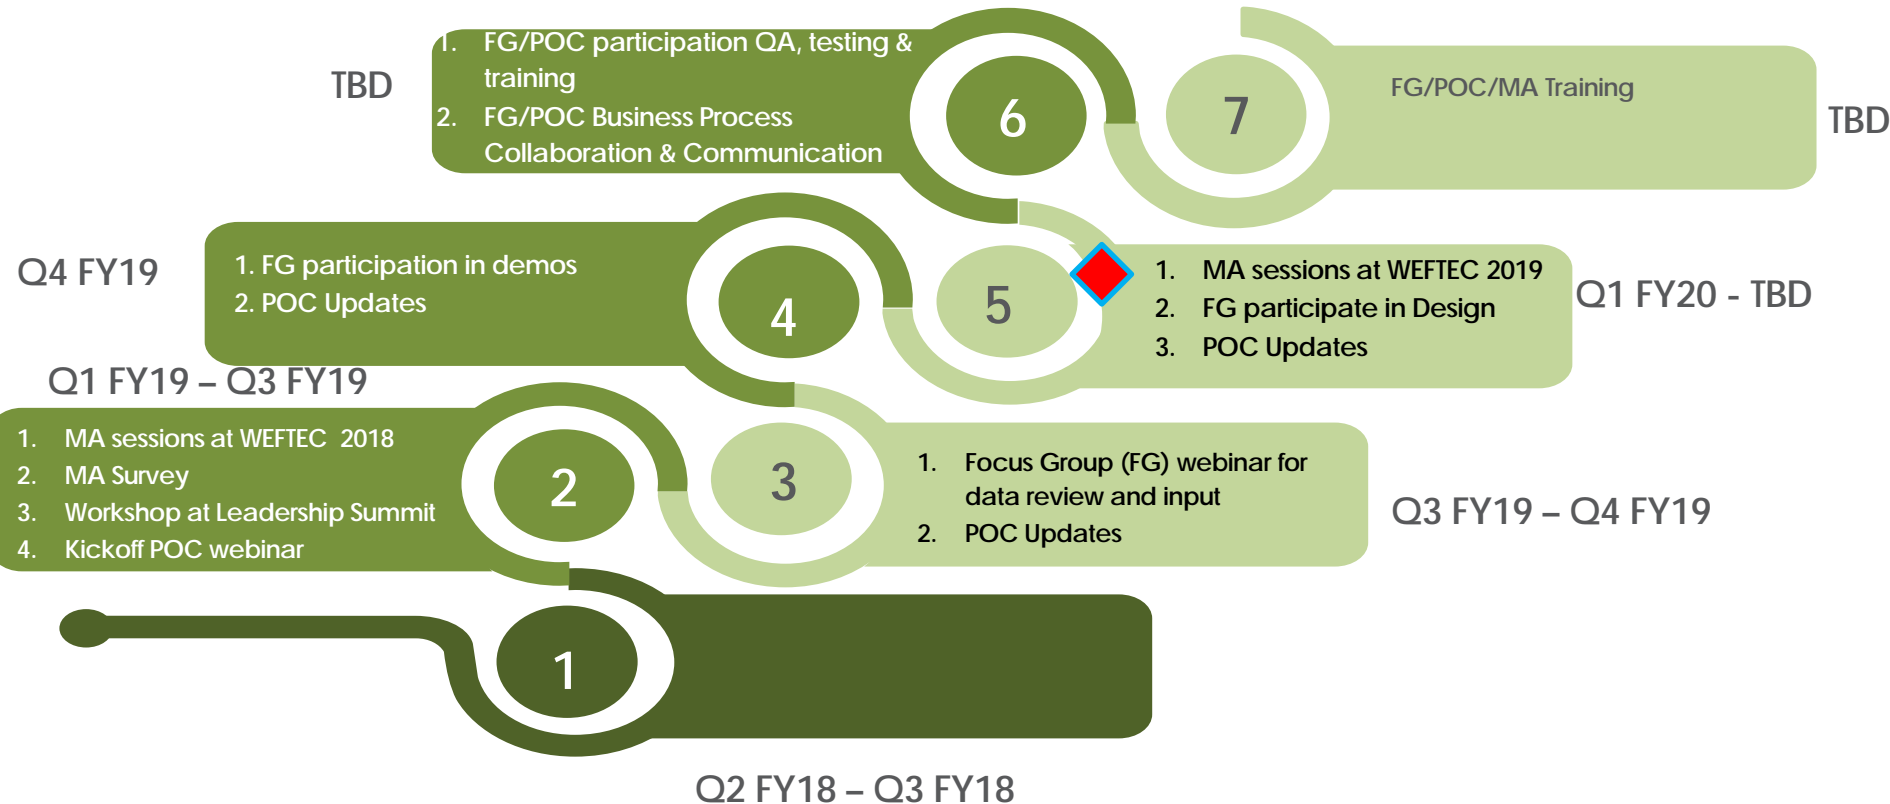 TBD
1. FG/POC participation QA, testing &
training
2. FG/POC Business Process
Collaboration & Communication
6
7
FG/POC/MA Training
TBD
Q4 FY19
1. FG participation in demos
2. POC Updates
4
5
1. MA sessions at WEFTEC 2019
2. FG participate in Design
3. POC Updates
Q1 FY20 - TBD
Q1 FY19 – Q3 FY19
1. MA sessions at WEFTEC 2018
2. MA Survey
3. Workshop at Leadership Summit
4. Kickoff POC webinar
2
3
1. Focus Group (FG) webinar for
data review and input
2. POC Updates
Q3 FY19 – Q4 FY19
1
Q2 FY18 – Q3 FY18